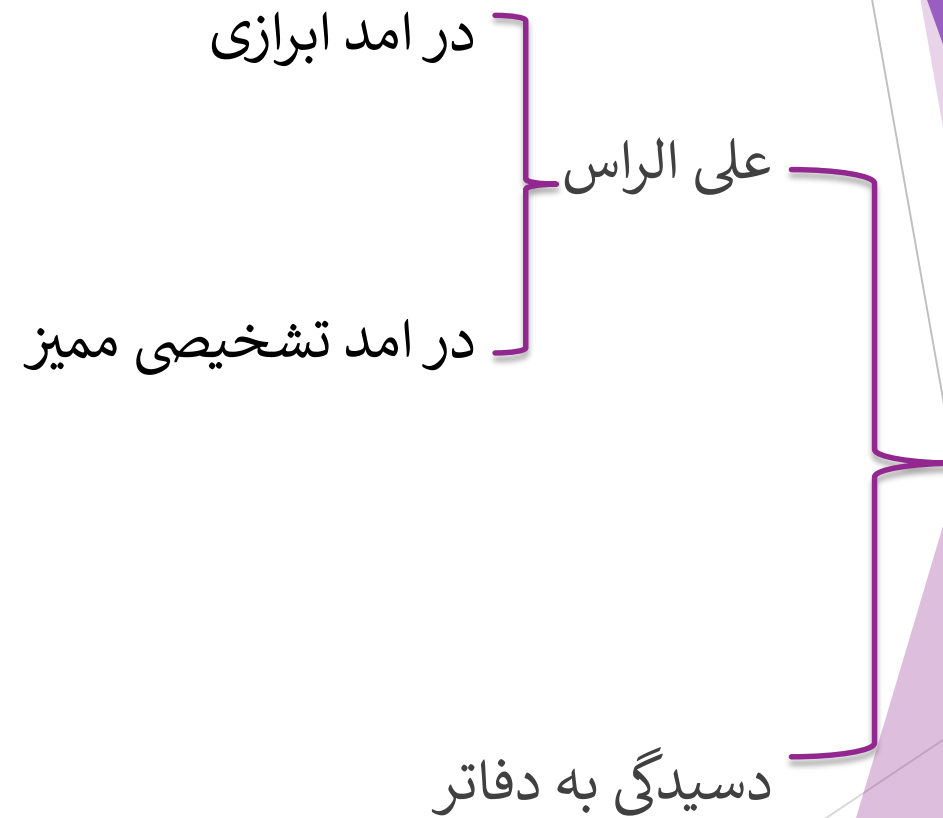 در امد ابرازی
علی الراس
در امد تشخیصی ممیز
دسیدگی به دفاتر